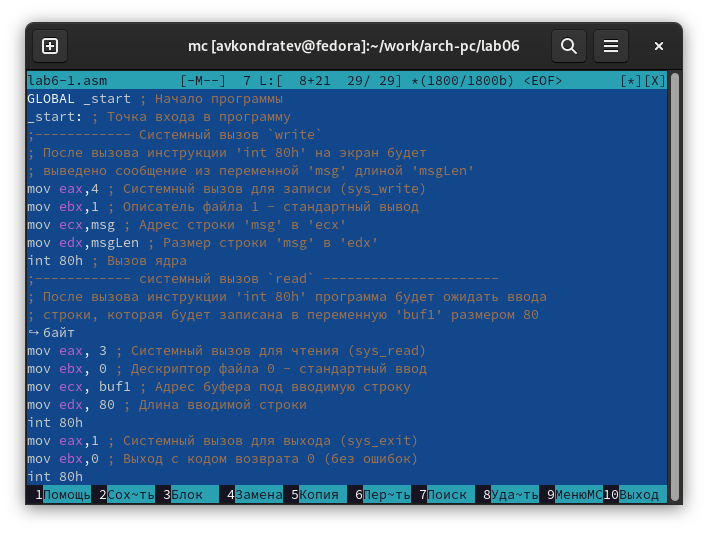 mc [avkondratev@fedora]:~/work/arch-pc/lab06
lab6-1.asm [-M--] 7 L:[ 8+21 29/ 29] *(1800/1800b) <EOF> [*][X]
GLOBAL _start ; Начало программы
_start: ; Точка входа в программу
;------------ Системный вызов `write`
; После вызова инструкции 'int 80h' на экран будет
; выведено сообщение из переменной 'msg' длиной 'msgLen'
mov eax,4 ; Системный вызов для записи (sys_write)
mov ebx,1 ; Описатель файла 1 - стандартный вывод
mov ecx,msg ; Адрес строки 'msg' в 'ecx'
mov edx,msgLen ; Размер строки 'msg' в 'edx'
int 80h ; Вызов ядра
;------------ системный вызов `read` ----------------------
; После вызова инструкции 'int 80h' программа будет ожидать ввода
; строки, которая будет записана в переменную 'buf1' размером 80
↪ байт
mov eax, 3 ; Системный вызов для чтения (sys_read)
mov ebx, 0 ; Дескриптор файла 0 - стандартный ввод
mov ecx, buf1 ; Адрес буфера под вводимую строку
mov edx, 80 ; Длина вводимой строки
int 80h
mov eax,1 ; Системный вызов для выхода (sys_exit)
mov ebx,0 ; Выход с кодом возврата 0 (без ошибок)
int 80h
1Помощь 2Сох~ть 3Блок 4Замена 5Копия 6Пер~ть 7Поиск 8Уда~ть 9МенюМС 10Выход